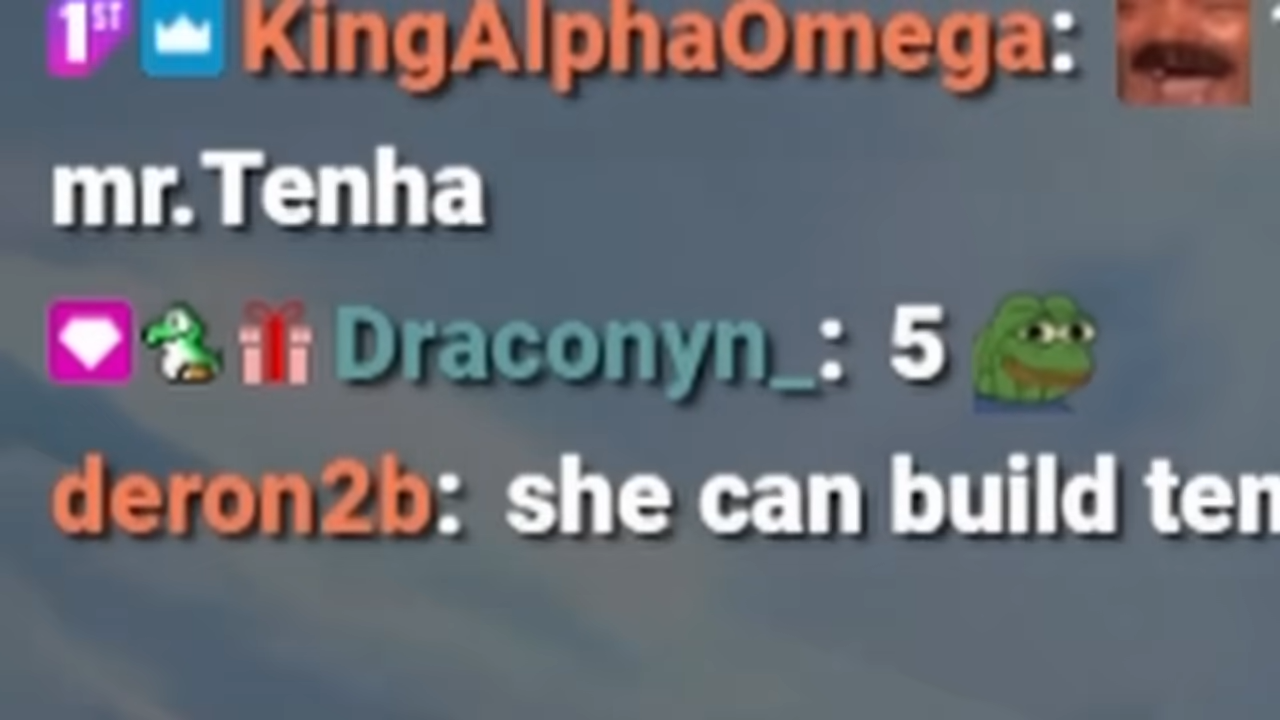 1ST KingAlphaOmega:
mr.Tenha
Draconyn_: 5
deron2b: she can build